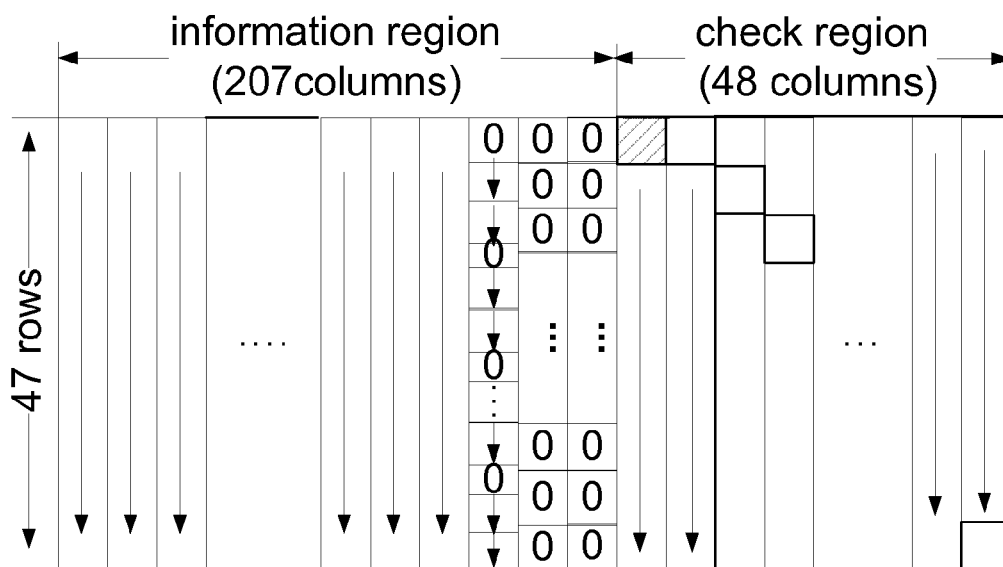 information region
(207columns)
check region
(48 columns)
47 rows
0 0 0
0 0
0 0
0
⋮ ⋮
.... 0 ...
⋮
0 0
0
0 0
0 0